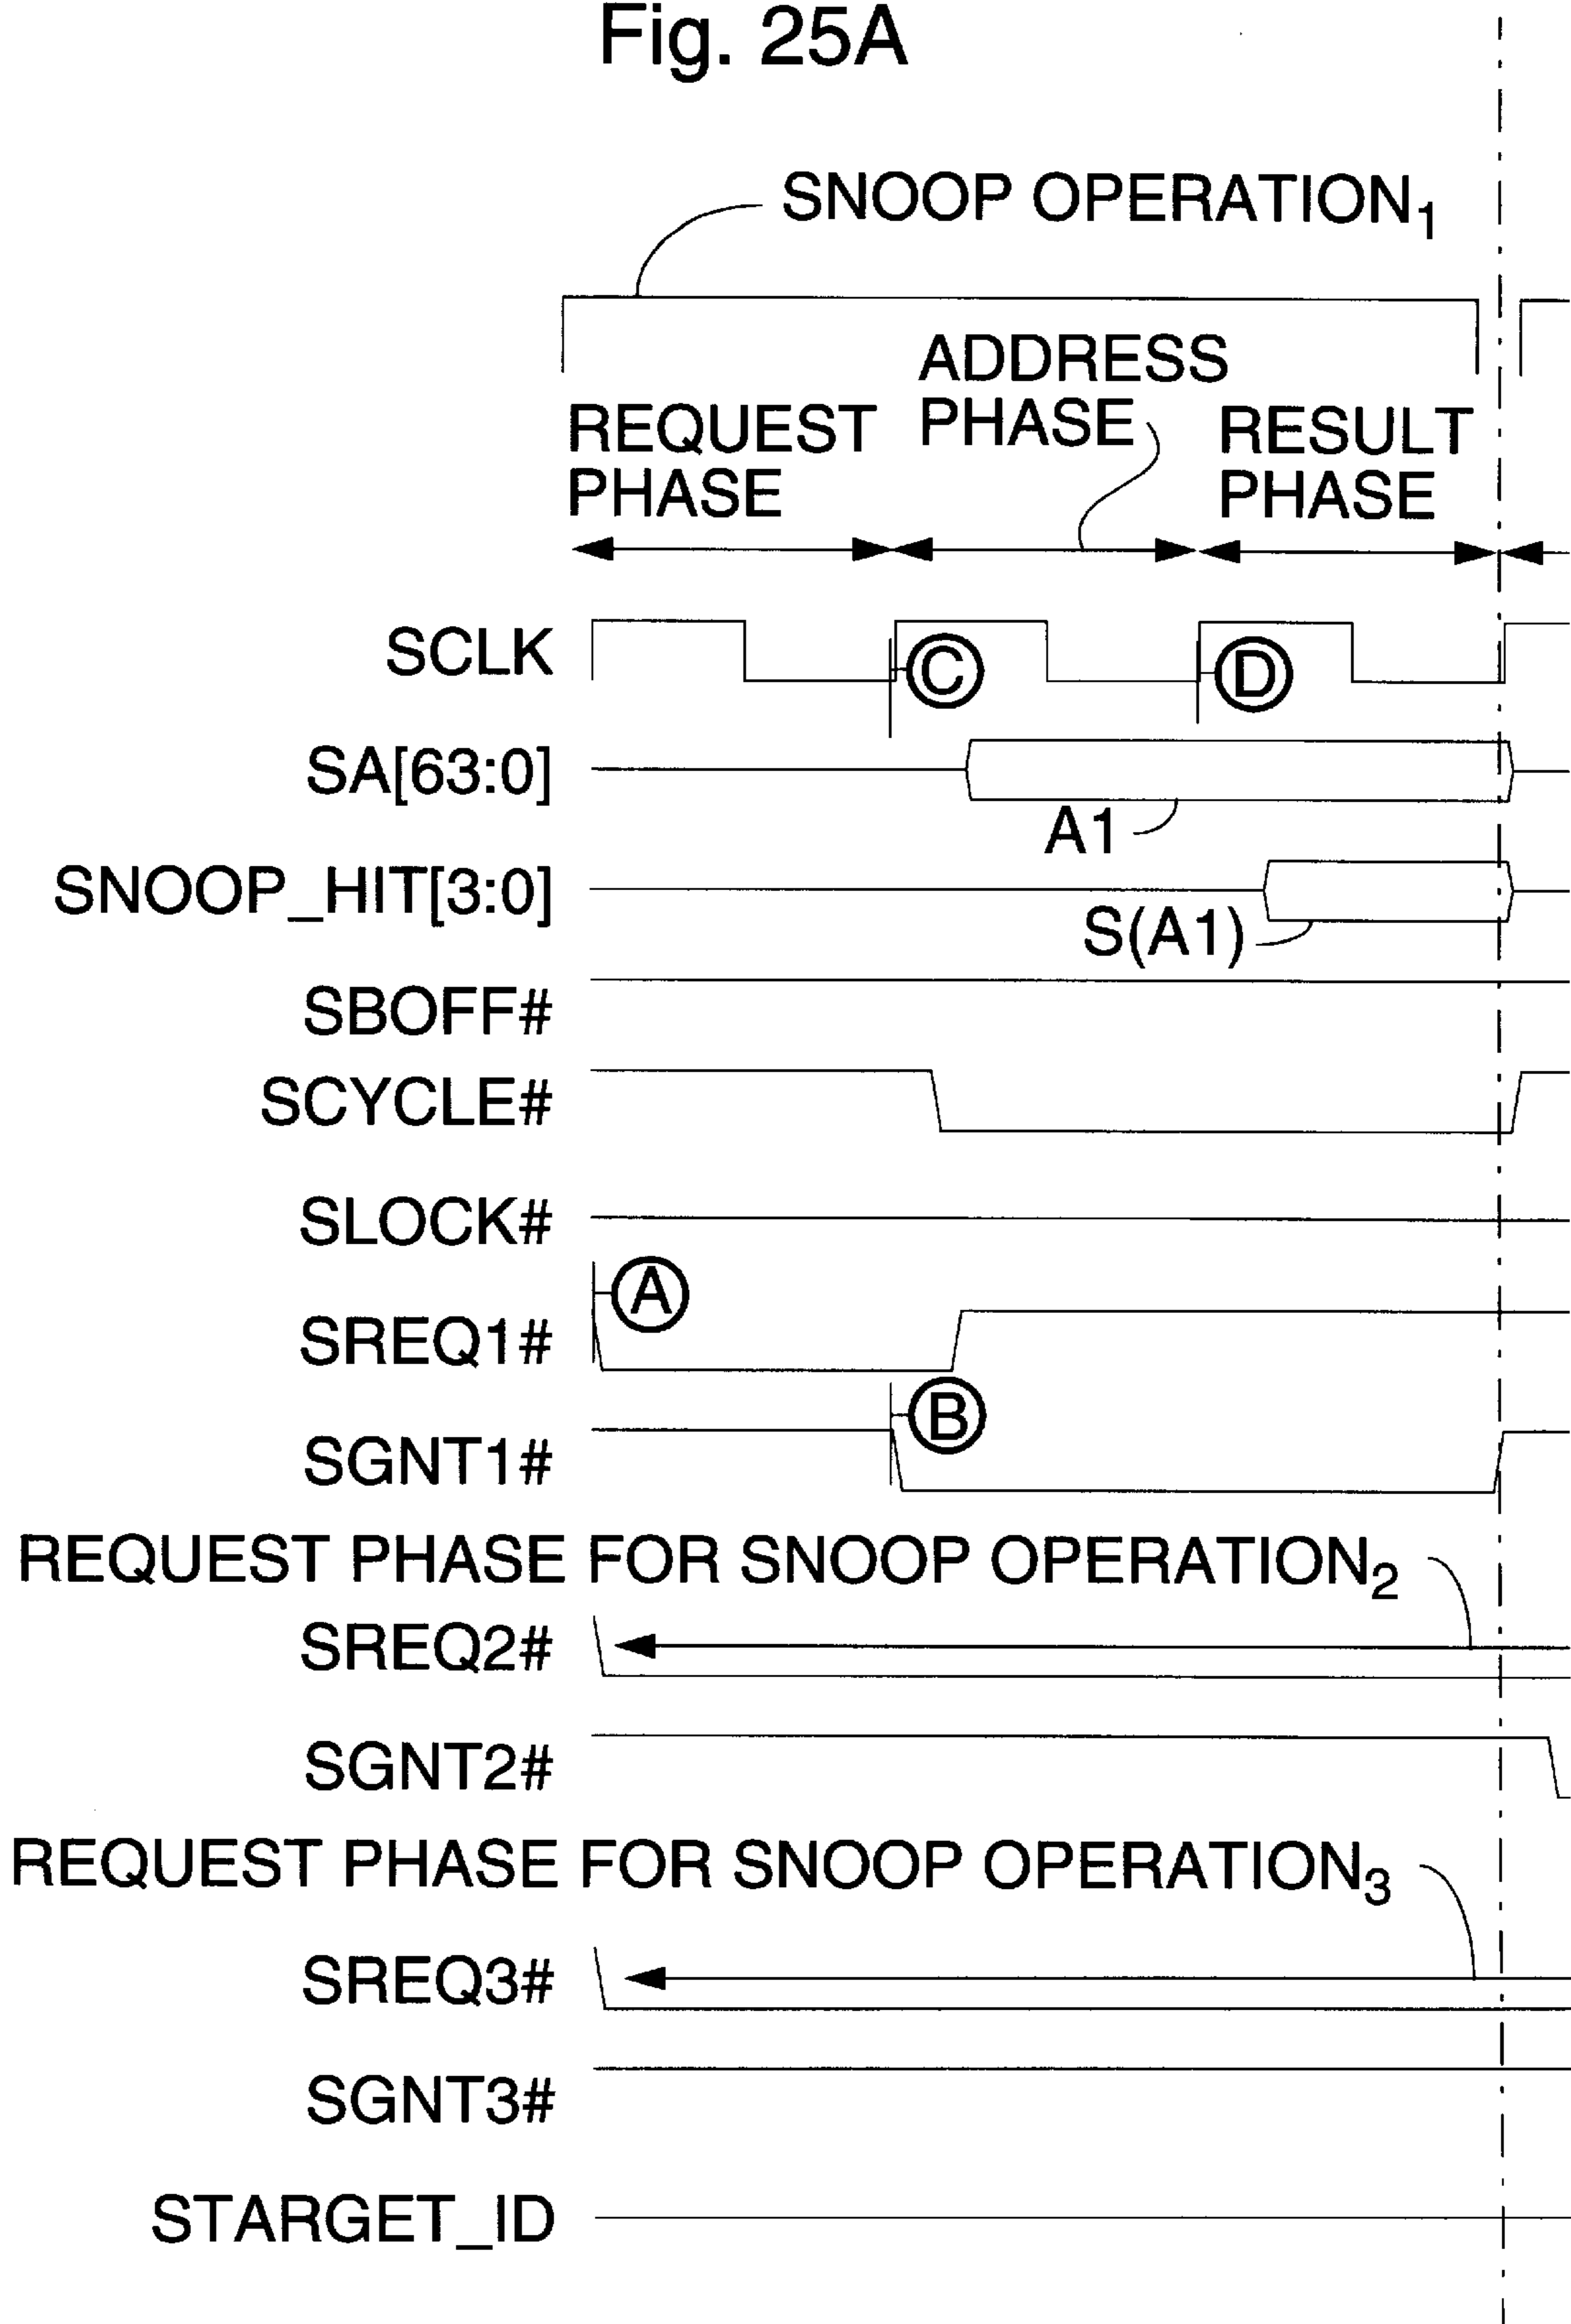 Fig. 25A
SNOOP OPERATION1
ADDRESS
PHASE
REQUEST
PHASE
RESULT
PHASE
SCLK
C
D
SA[63:0]
A1
SNOOP_HIT[3:0]
S(A1)
SBOFF#
SCYCLE#
SLOCK#
A
SREQ1#
B
SGNT1#
REQUEST PHASE FOR SNOOP OPERATION2
SREQ2#
SGNT2#
REQUEST PHASE FOR SNOOP OPERATION3
SREQ3#
SGNT3#
STARGET_ID